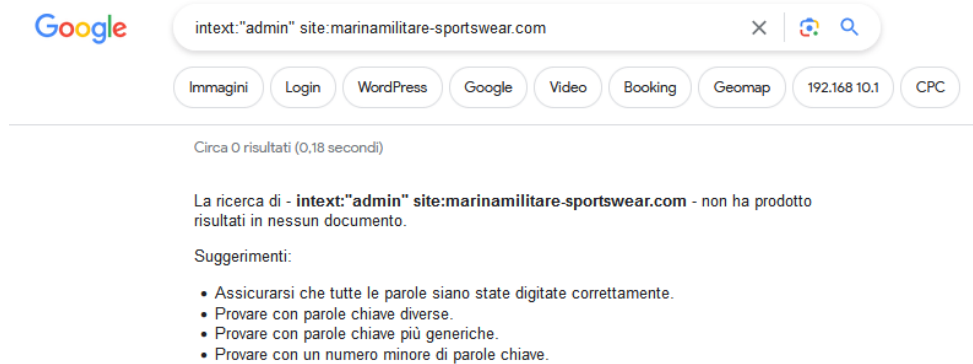 Google
intext:"admin" site:marinamilitare-sportswear.com
Immagini Login WordPress Google Video Booking Geomap 192.168 10.1 CPC
Circa 0 risultati (0,18 secondi)
La ricerca di - intext:"admin" site:marinamilitare-sportswear.com - non ha prodotto
risultati in nessun documento.
Suggerimenti:
• Assicurarsi che tutte le parole siano state digitate correttamente.
• Provare con parole chiave diverse.
• Provare con parole chiave più generiche.
• Provare con un numero minore di parole chiave.